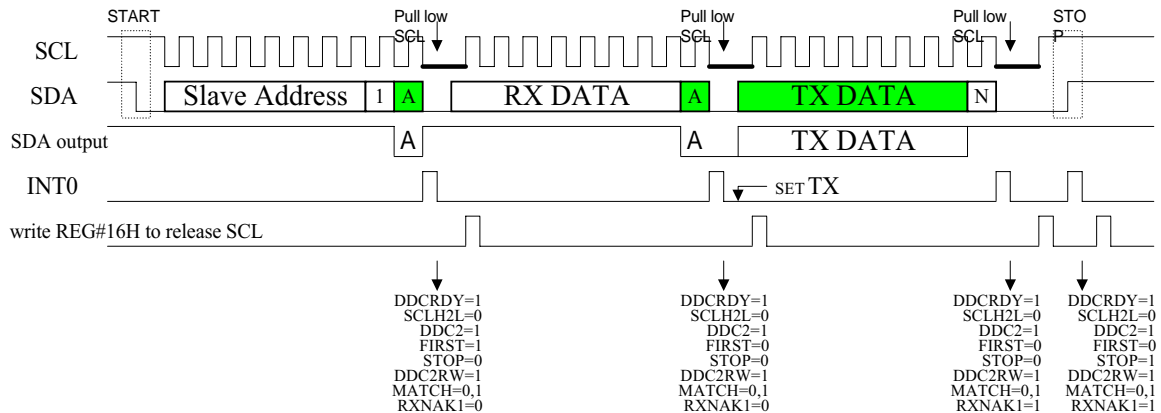 START Pull low Pull low Pull low STO
SCL SCL SCL SCL P
SDA Slave Address 1 A RX DATA A TX DATA N
SDA output A A TX DATA
INT0 SET TX
write REG#16H to release SCL
DDCRDY=1 DDCRDY=1 DDCRDY=1 DDCRDY=1
SCLH2L=0 SCLH2L=0 SCLH2L=0 SCLH2L=0
DDC2=1 DDC2=1 DDC2=1 DDC2=1
FIRST=1 FIRST=0 FIRST=0 FIRST=0
STOP=0 STOP=0 STOP=0 STOP=1
DDC2RW=1 DDC2RW=1 DDC2RW=1 DDC2RW=1
MATCH=0,1 MATCH=0,1 MATCH=0,1 MATCH=0,1
RXNAK1=0 RXNAK1=0 RXNAK1=1 RXNAK1=1